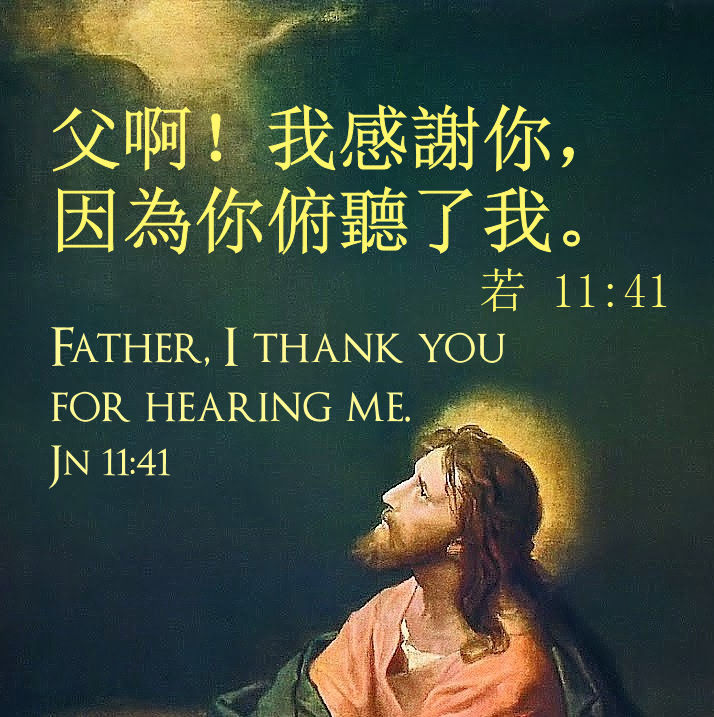 父啊！我感謝你，
因為你俯聽了我。
若 11:41
Father, I thank you
for hearing me.
Jn 11:41